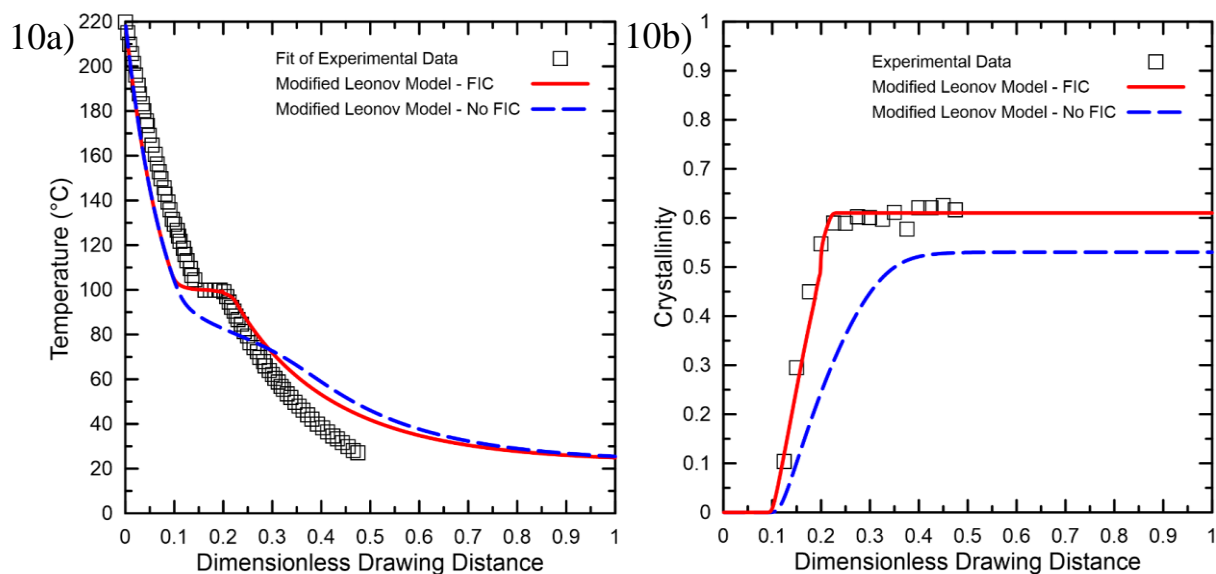 10a)
Temperature (°C)
220
200
180
160
140
120
100
80
60
40
20
0
Fit of Experimental Data
Modified Leonov Model - FIC
Modified Leonov Model - No FIC
0 0.1 0.2 0.3 0.4 0.5 0.6 0.7 0.8 0.9 1
Dimensionless Drawing Distance
10b)
Crystallinity
1
0.9
0.8
0.7
0.6
0.5
0.4
0.3
0.2
0.1
0
Experimental Data
Modified Leonov Model - FIC
Modified Leonov Model - No FIC
0 0.1 0.2 0.3 0.4 0.5 0.6 0.7 0.8 0.9 1
Dimensionless Drawing Distance